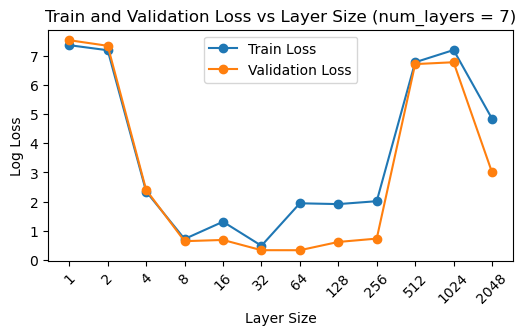 Train and Validation Loss vs Layer Size (num_layers = 7)
Train Loss
Validation Loss
Log Loss
7
6
5
4
3
2
1
0
1 2 4 8 16 32 64 128 256 512 1024 2048
Layer Size